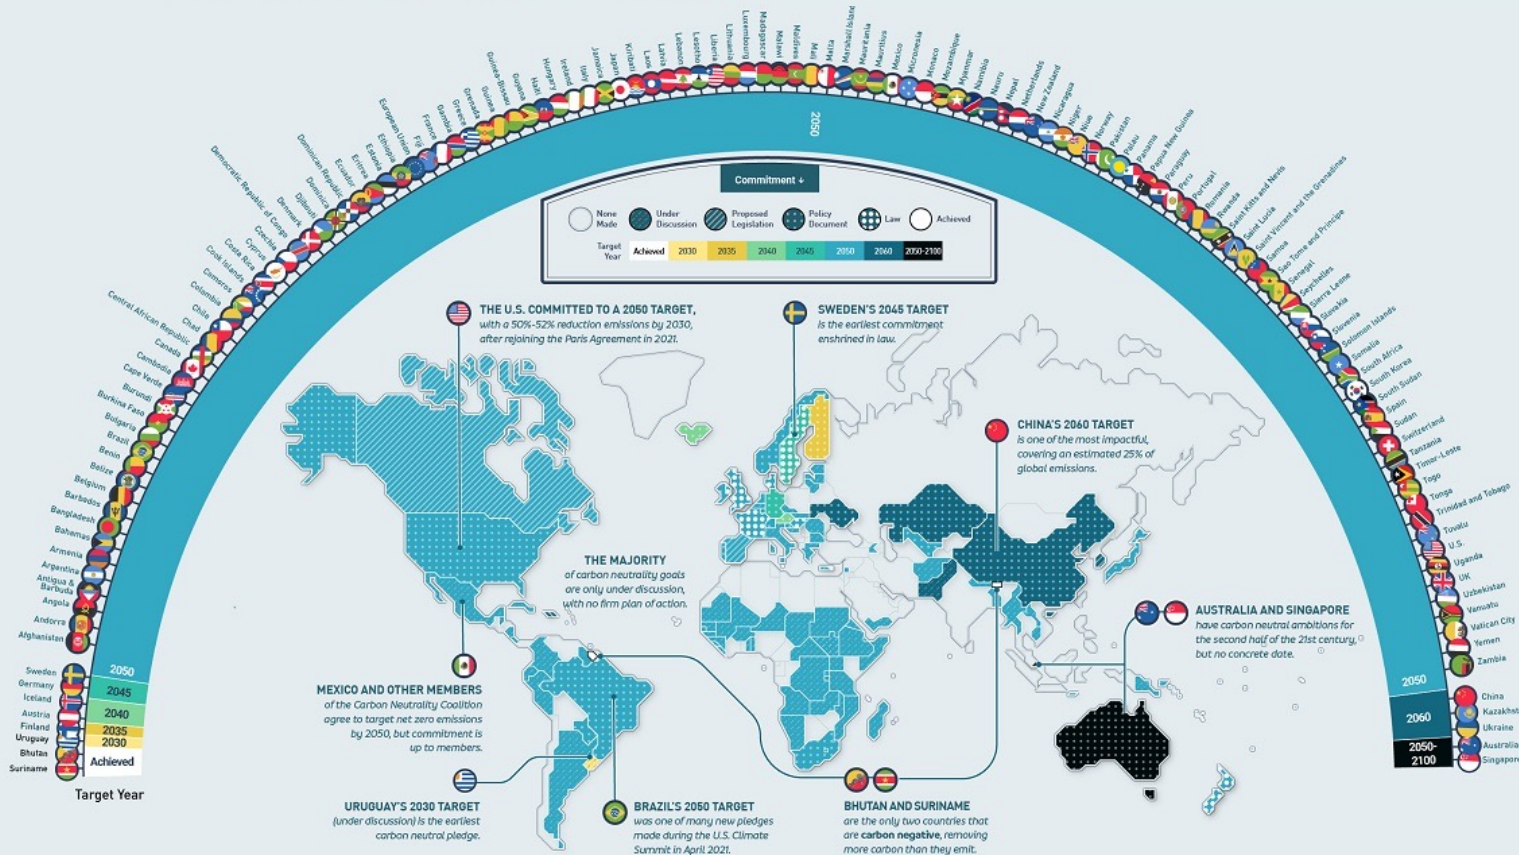 Afghanistan
Andorra
Angola
Antigua &
Barbuda
Argentina
Armenia
Bahamas
Bangladesh
Barbados
Belgium
Belize
Benin
Brazil
Bulgaria
Burkina Faso
Burundi
Cape Verde
Cambodia
Canada
Central African Republic
Chad
Chile
Colombia
Comoros
Cook Islands
Costa Rica
Cyprus
Czechia
Democratic Republic of Congo
Denmark
Djibouti
Dominica
Dominican Republic
Ecuador
Eritrea
Estonia
Ethiopia
European Union
Fiji
France
Gambia
Greece
Grenada
Guinea
Guinea-Bissau
Guyana
Haiti
Hungary
Ireland
Italy
Jamaica
Japan
Kiribati
Laos
Latvia
Lebanon
Lesotho
Liberia
Lithuania
Luxembourg
Madagascar
Malawi
Maldives
Mali
Malta
Marshall Island
Mauritania
Mauritius
Mexico
Micronesia
Monaco
Mozambique
Myanmar
Namibia
Nauru
Nepal
Netherlands
New Zealand
Nicaragua
Niger
Niue
Norway
Pakistan
Palau
Panama
Papua New Guinea
Paraguay
Peru
Portugal
Romania
Rwanda
Saint Kitts and Nevis
Saint Lucia
Saint Vincent and the Grenadines
Samoa
Sao Tome and Principe
Senegal
Seychelles
Sierra Leone
Slovakia
Slovenia
Solomon Islands
Somalia
South Africa
South Korea
South Sudan
Spain
Sudan
Switzerland
Tanzania
Timor-Leste
Togo
Tonga
Trinidad and Tobago
Tuvalu
U.S.
Uganda
UK
Uzbekistan
Vanuatu
Vatican City
Yemen
Zambia
2050
Commitment ↓
None
Made
Under
Discussion
Proposed
Legislation
Policy
Document
Law
Achieved
Target
Year
Achieved 2030 2035 2040 2045 2050 2060 2050-2100
THE U.S. COMMITTED TO A 2050 TARGET,
with a 50%-52% reduction emissions by 2030,
after rejoining the Paris Agreement in 2021.
SWEDEN'S 2045 TARGET
is the earliest commitment
enshrined in law.
CHINA'S 2060 TARGET
is one of the most impactful,
covering an estimated 25% of
global emissions.
THE MAJORITY
of carbon neutrality goals
are only under discussion,
with no firm plan of action.
AUSTRALIA AND SINGAPORE
have carbon neutral ambitions for
the second half of the 21st century,
but no concrete date.
MEXICO AND OTHER MEMBERS
of the Carbon Neutrality Coalition
agree to target net zero emissions
by 2050, but commitment is
up to members.
URUGUAY'S 2030 TARGET
(under discussion) is the earliest
carbon neutral pledge.
BRAZIL'S 2050 TARGET
was one of many new pledges
made during the U.S. Climate
Summit in April 2021.
BHUTAN AND SURINAME
are the only two countries that
are carbon negative, removing
more carbon than they emit.
2050
Sweden
Germany
2045
Iceland
Austria
2040
Finland
2035
Uruguay
2030
Bhutan
Suriname
Achieved
Target Year
2050
China
Kazakhst
Ukraine
2060
Australia
Singapor
2050-
2100